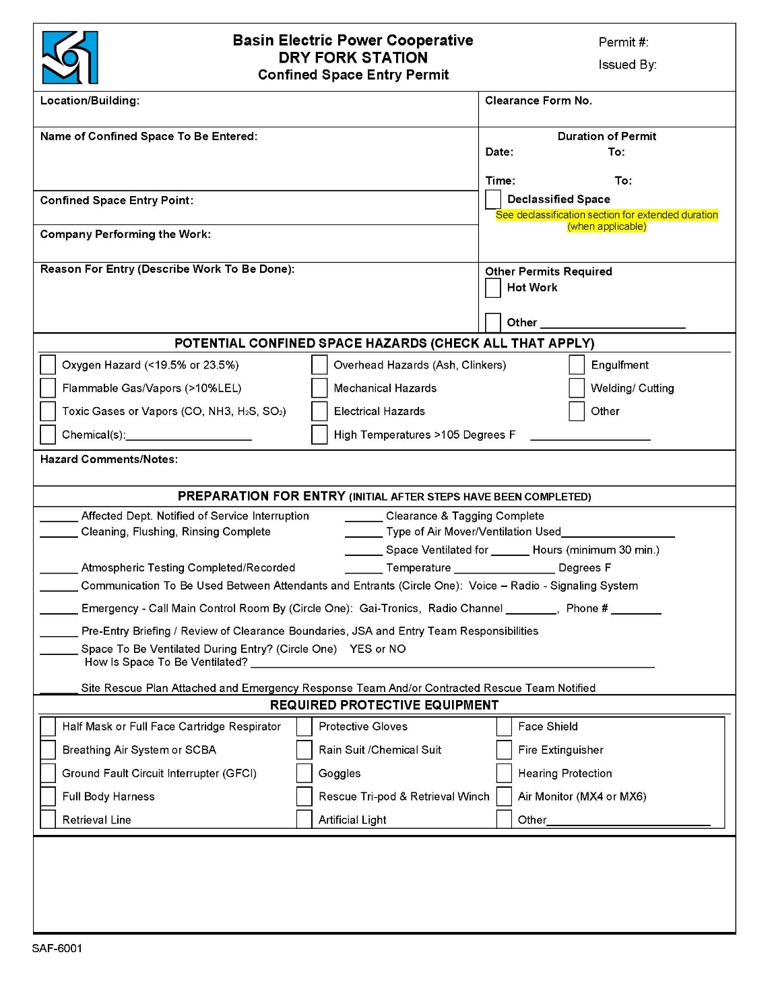 Basin Electric Power Cooperative
DRY FORK STATION
Confined Space Entry Permit
Permit #:
Issued By:
Location/Building:
Clearance Form No.
Name of Confined Space To Be Entered:
Duration of Permit
Date: To:
Time: To:
Confined Space Entry Point:
Declassified Space
See declassification section for extended duration
(when applicable)
Company Performing the Work:
Reason For Entry (Describe Work To Be Done):
Other Permits Required
Hot Work
Other ____________________
POTENTIAL CONFINED SPACE HAZARDS (CHECK ALL THAT APPLY)
Oxygen Hazard (<19.5% or 23.5%) Overhead Hazards (Ash, Clinkers) Engulfment
Flammable Gas/Vapors (>10%LEL) Mechanical Hazards Welding/ Cutting
Toxic Gases or Vapors (CO, NH3, H2S, SO2) Electrical Hazards Other
Chemical(s):____________________ High Temperatures >105 Degrees F ____________________
Hazard Comments/Notes:
PREPARATION FOR ENTRY (INITIAL AFTER STEPS HAVE BEEN COMPLETED)
______ Affected Dept. Notified of Service Interruption ______ Clearance & Tagging Complete
______ Cleaning, Flushing, Rinsing Complete ______ Type of Air Mover/Ventilation Used__________________
______ Space Ventilated for ______ Hours (minimum 30 min.)
______ Atmospheric Testing Completed/Recorded ______ Temperature ________________ Degrees F
______ Communication To Be Used Between Attendants and Entrants (Circle One): Voice – Radio - Signaling System
______ Emergency - Call Main Control Room By (Circle One): Gai-Tronics, Radio Channel ________, Phone # ________
______ Pre-Entry Briefing / Review of Clearance Boundaries, JSA and Entry Team Responsibilities
______ Space To Be Ventilated During Entry? (Circle One) YES or NO
How Is Space To Be Ventilated? ________________________________________
______ Site Rescue Plan Attached and Emergency Response Team And/or Contracted Rescue Team Notified
REQUIRED PROTECTIVE EQUIPMENT
Half Mask or Full Face Cartridge Respirator Protective Gloves Face Shield
Breathing Air System or SCBA Rain Suit /Chemical Suit Fire Extinguisher
Ground Fault Circuit Interrupter (GFCI) Goggles Hearing Protection
Full Body Harness Rescue Tri-pod & Retrieval Winch Air Monitor (MX4 or MX6)
Retrieval Line Artificial Light Other__________________________
SAF-6001